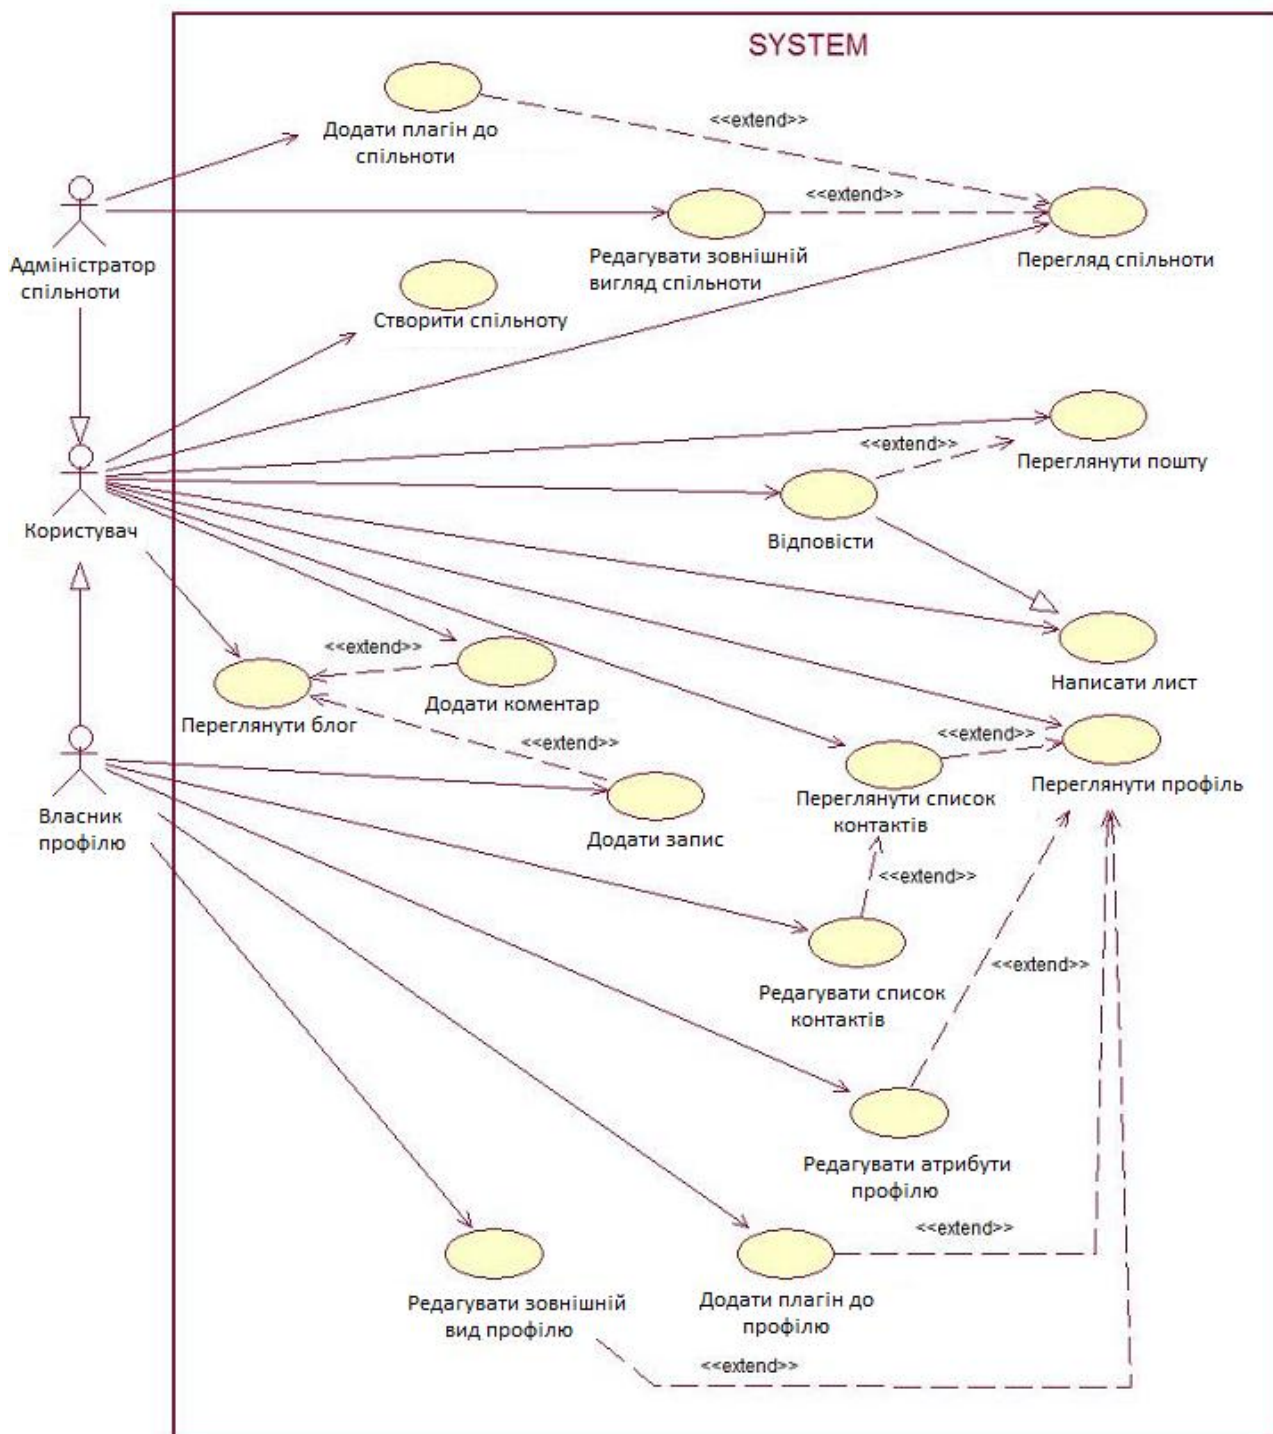 SYSTEM
<<extend>>
Додати плагін до
спільноти
<<extend>>
Адміністратор
спільноти
Редагувати зовнішній
вигляд спільноти
Перегляд спільноти
Створити спільноту
<<extend>>
Переглянути пошту
Користувач
Відповісти
<<extend>>
Написати лист
Додати коментар
Переглянути блог
<<extend>>
<<extend>>
Власник
профілю
Додати запис
Переглянути список
контактів
Переглянути профіль
<<extend>>
Редагувати список
контактів
<<extend>>
Редагувати атрибути
профілю
<<extend>>
Редагувати зовнішній
вид профілю
Додати плагін до
профілю
<<extend>>